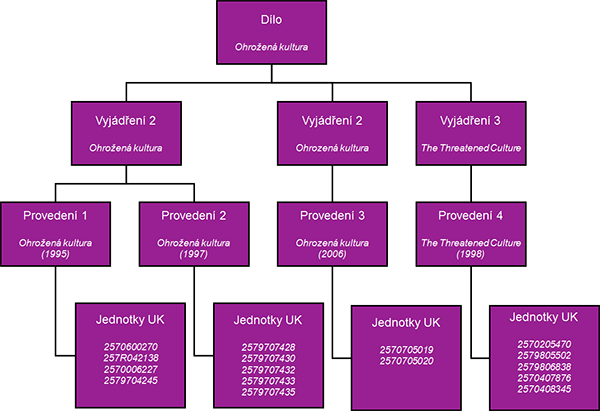 Dílo
Ohrožená kultura
Vyjádření 2
Ohrožená kultura
Vyjádření 2
Ohrozená kultura
Vyjádření 3
The Threatened Culture
Provedení 1
Ohrožená kultura
(1995)
Provedení 2
Ohrožená kultura
(1997)
Provedení 3
Ohrozená kultura
(2006)
Provedení 4
The Threatened Culture
(1998)
Jednotky UK
2570600270
257R042138
2570006227
2579704245
Jednotky UK
2579707428
2579707430
2579707432
2579707433
2579707435
Jednotky UK
2570705019
2570705020
Jednotky UK
2570205470
2579805502
2579806838
2570407876
2570408345